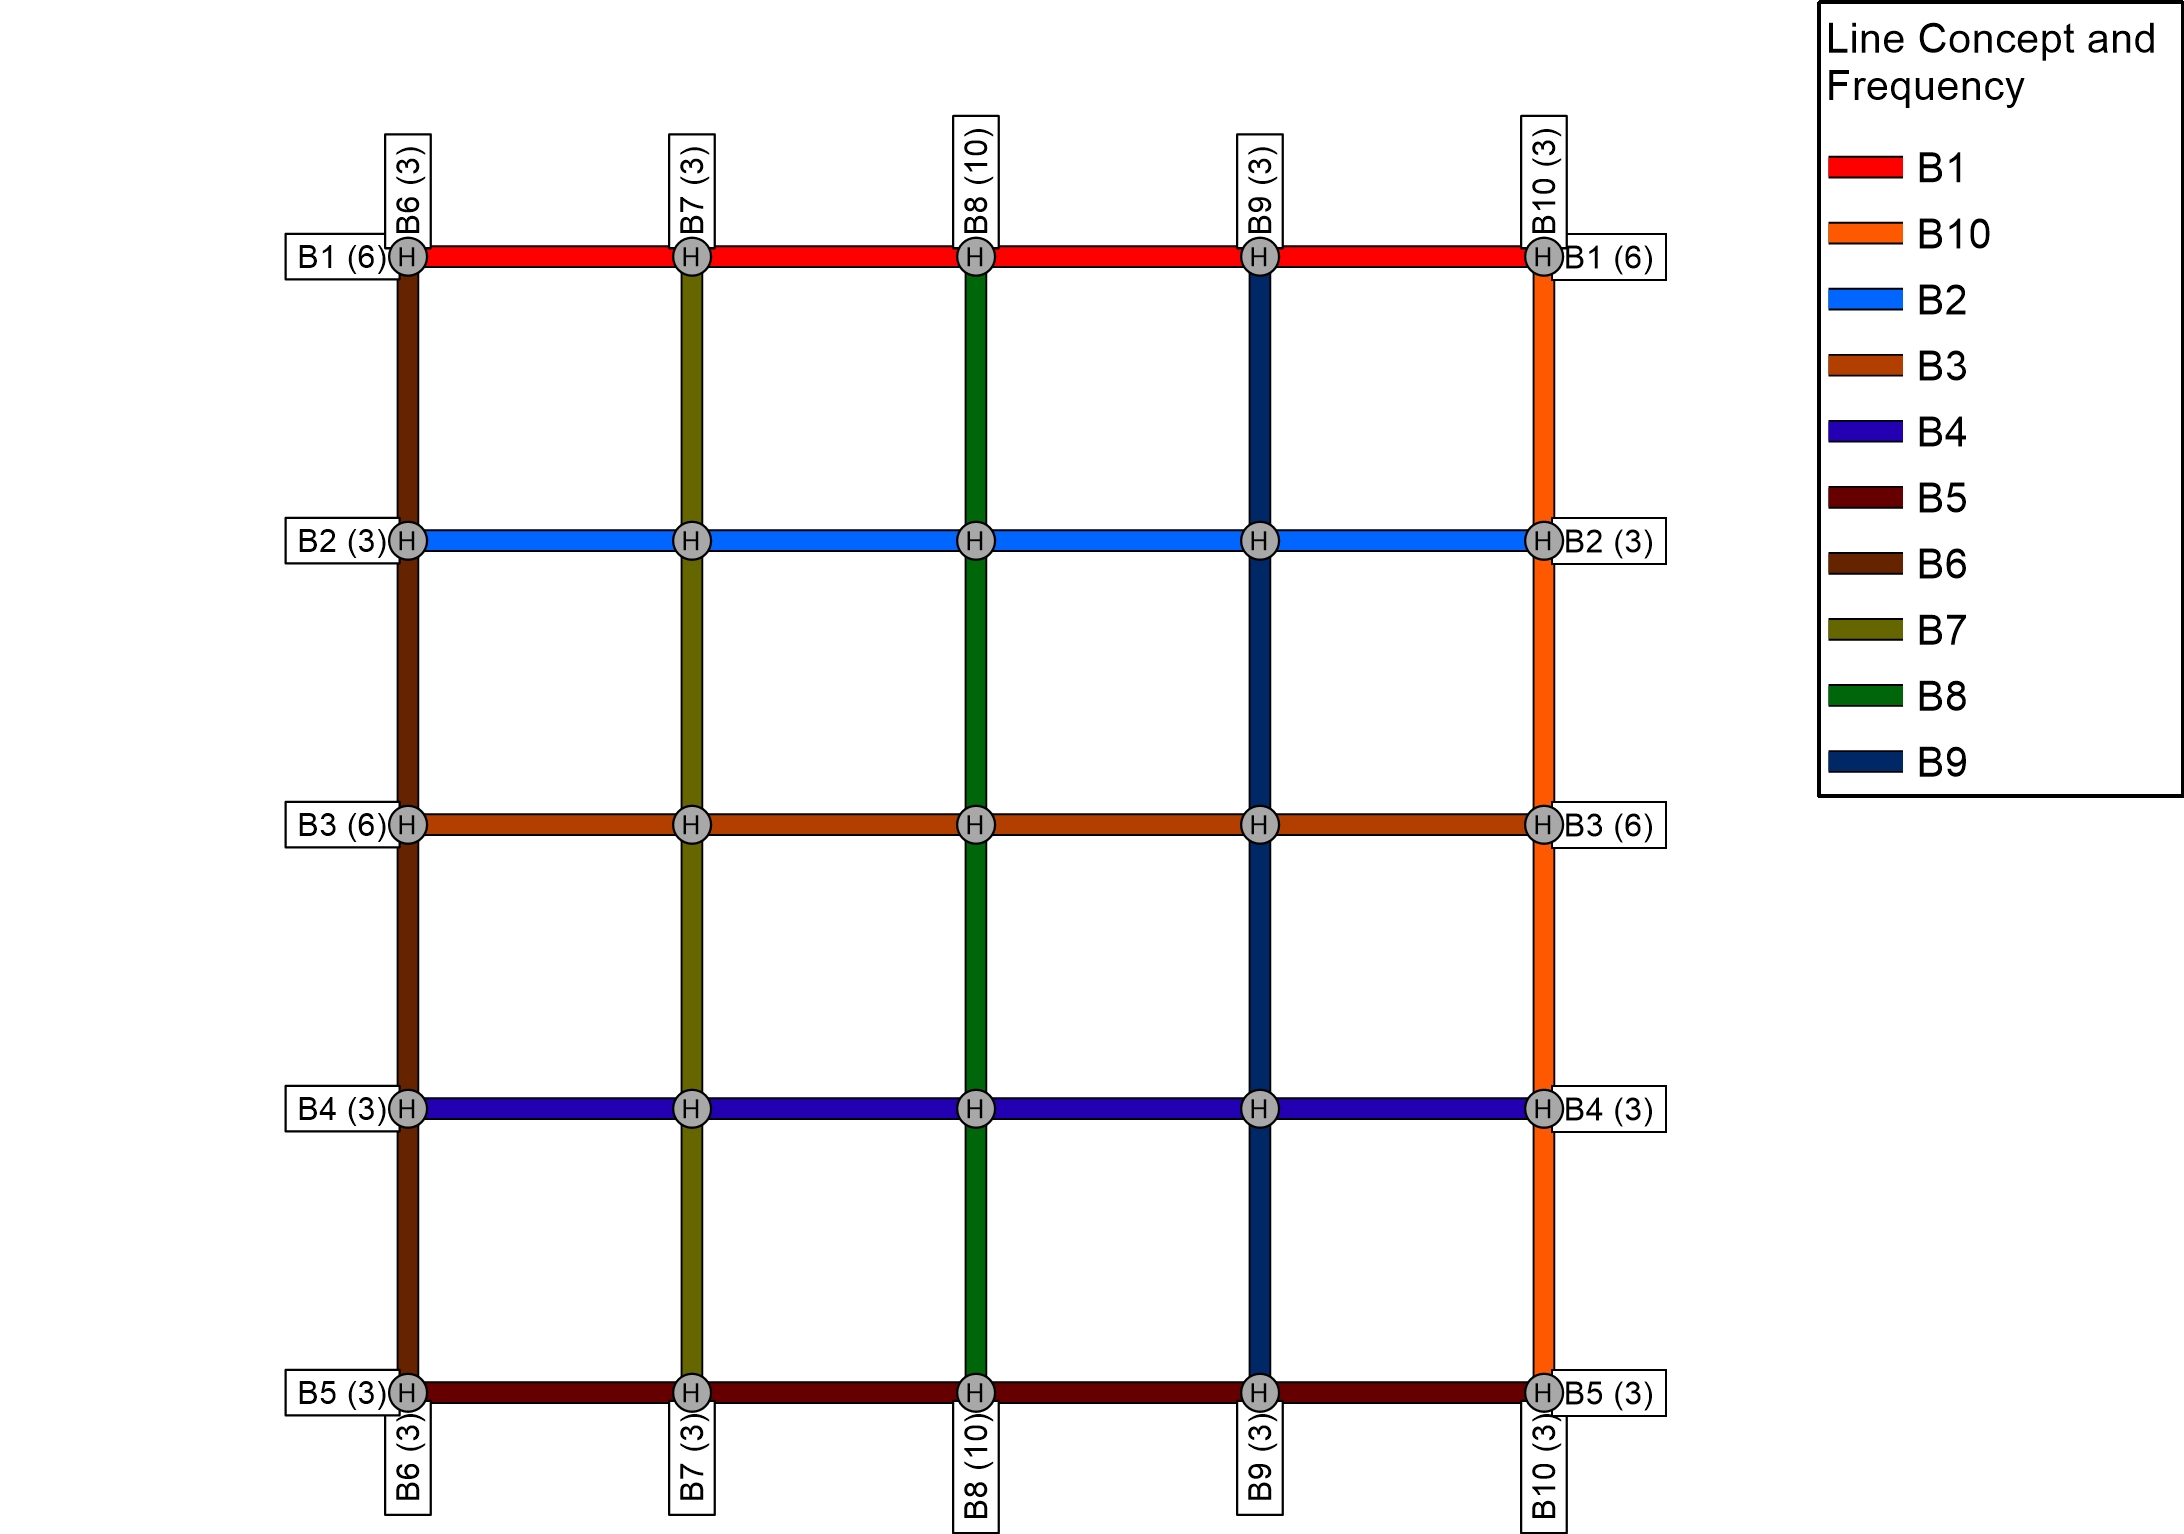 Line Concept and
Frequency
B1
B10
B2
B3
B4
B5
B6
B7
B8
B9
B6 (3) B7 (3) B8 (10) B9 (3) B10 (3)
B1 (6) H H H H H B1 (6)
B2 (3) H H H H H B2 (3)
B3 (6) H H H H H B3 (6)
B4 (3) H H H H H B4 (3)
B5 (3) H H H H H B5 (3)
B6 (3) B7 (3) B8 (10) B9 (3) B10 (3)